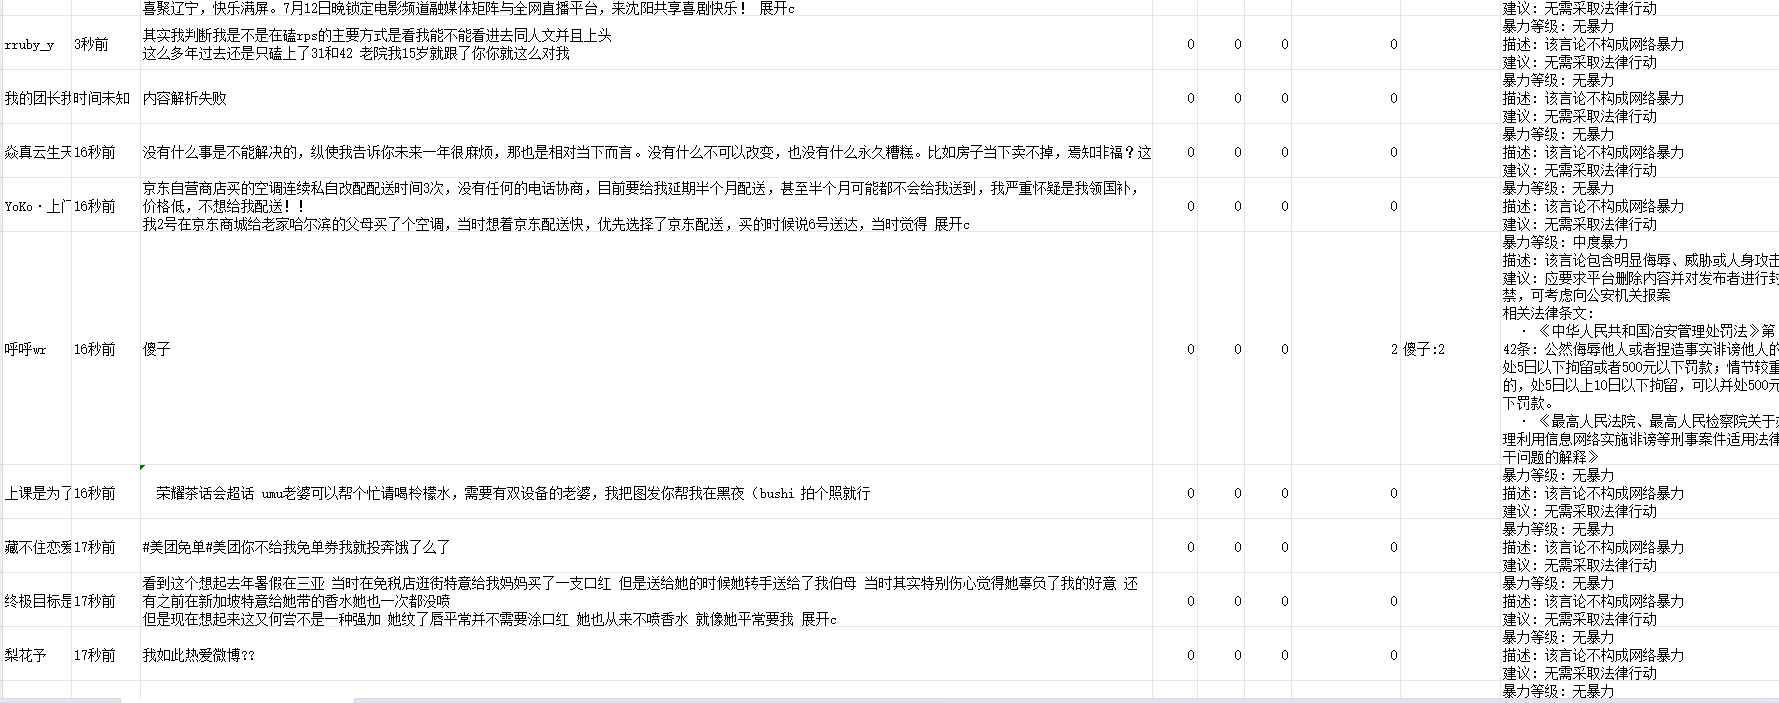 喜聚辽宁，快乐满屏。7月12日晚锁定电影频道融媒体矩阵与全网直播平台，来沈阳共享喜剧快乐！ 展开c
建议：无需采取法律行动
rruby_y 3秒前
其实我判断我是不是在磕rps的主要方式是看我能不能看进去同人文并且上头
这么多年过去还是只磕上了31和42 老院我15岁就跟了你你就这么对我
0 0 0 0
暴力等级：无暴力
描述：该言论不构成网络暴力
建议：无需采取法律行动
我的团长我 时间未知 内容解析失败 0 0 0 0
暴力等级：无暴力
描述：该言论不构成网络暴力
建议：无需采取法律行动
焱真云生天 16秒前 没有什么事是不能解决的，纵使我告诉你未来一年很麻烦，那也是相对当下而言。没有什么不可以改变，也没有什么永久糟糕。比如房子当下卖不掉，焉知非福？这 0 0 0 0
暴力等级：无暴力
描述：该言论不构成网络暴力
建议：无需采取法律行动
YoKo·上门 16秒前
京东自营商店买的空调连续私自改配配送时间3次，没有任何的电话协商，目前要给我延期半个月配送，甚至半个月可能都不会给我送到，我严重怀疑是我领国补，
价格低，不想给我配送！！
我2号在京东商城给老家哈尔滨的父母买了个空调，当时想着京东配送快，优先选择了京东配送，买的时候说6号送达，当时觉得 展开c
0 0 0 0
暴力等级：无暴力
描述：该言论不构成网络暴力
建议：无需采取法律行动
呼呼wr 16秒前 傻子 0 0 0 2 傻子:2
暴力等级：中度暴力
描述：该言论包含明显侮辱、威胁或人身攻击
建议：应要求平台删除内容并对发布者进行封
禁，可考虑向公安机关报案
相关法律条文：
· 《中华人民共和国治安管理处罚法》第
42条：公然侮辱他人或者捏造事实诽谤他人的
处5日以下拘留或者500元以下罚款；情节较重
的，处5日以上10日以下拘留，可以并处500元
下罚款。
· 《最高人民法院、最高人民检察院关于办
理利用信息网络实施诽谤等刑事案件适用法律
干问题的解释》
上课是为了 16秒前 荣耀茶话会超话 umu老婆可以帮个忙请喝柠檬水，需要有双设备的老婆，我把图发你帮我在黑夜（bushi 拍个照就行 0 0 0 0
暴力等级：无暴力
描述：该言论不构成网络暴力
建议：无需采取法律行动
藏不住恋爱 17秒前 #美团免单#美团你不给我免单券我就投奔饿了么了 0 0 0 0
暴力等级：无暴力
描述：该言论不构成网络暴力
建议：无需采取法律行动
终极目标是 17秒前
看到这个想起去年暑假在三亚 当时在免税店逛街特意给我妈妈买了一支口红 但是送给她的时候她转手送给了我伯母 当时其实特别伤心觉得她辜负了我的好意 还
有之前在新加坡特意给她带的香水她也一次都没喷
但是现在想起来这又何尝不是一种强加 她纹了唇平常并不需要涂口红 她也从来不喷香水 就像她平常要我 展开c
0 0 0 0
暴力等级：无暴力
描述：该言论不构成网络暴力
建议：无需采取法律行动
梨花予 17秒前 我如此热爱微博?? 0 0 0 0
暴力等级：无暴力
描述：该言论不构成网络暴力
建议：无需采取法律行动
暴力等级：无暴力